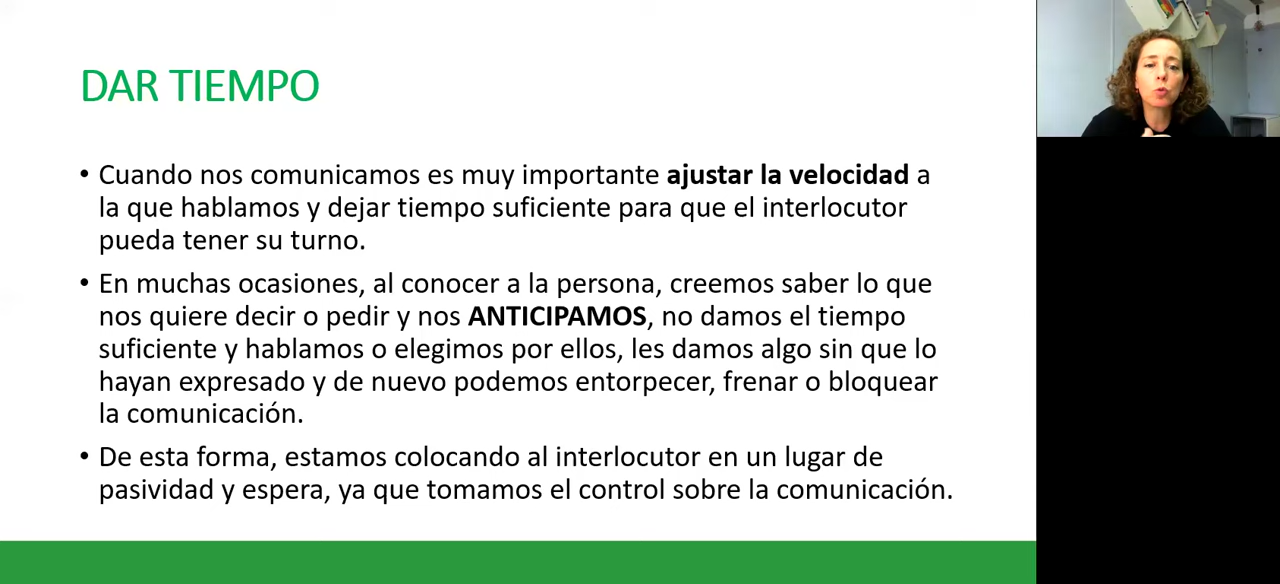 DAR TIEMPO
• Cuando nos comunicamos es muy importante ajustar la velocidad a
la que hablamos y dejar tiempo suficiente para que el interlocutor
pueda tener su turno.
• En muchas ocasiones, al conocer a la persona, creemos saber lo que
nos quiere decir o pedir y nos ANTICIPAMOS, no damos el tiempo
suficiente y hablamos o elegimos por ellos, les damos algo sin que lo
hayan expresado y de nuevo podemos entorpecer, frenar o bloquear
la comunicación.
• De esta forma, estamos colocando al interlocutor en un lugar de
pasividad y espera, ya que tomamos el control sobre la comunicación.